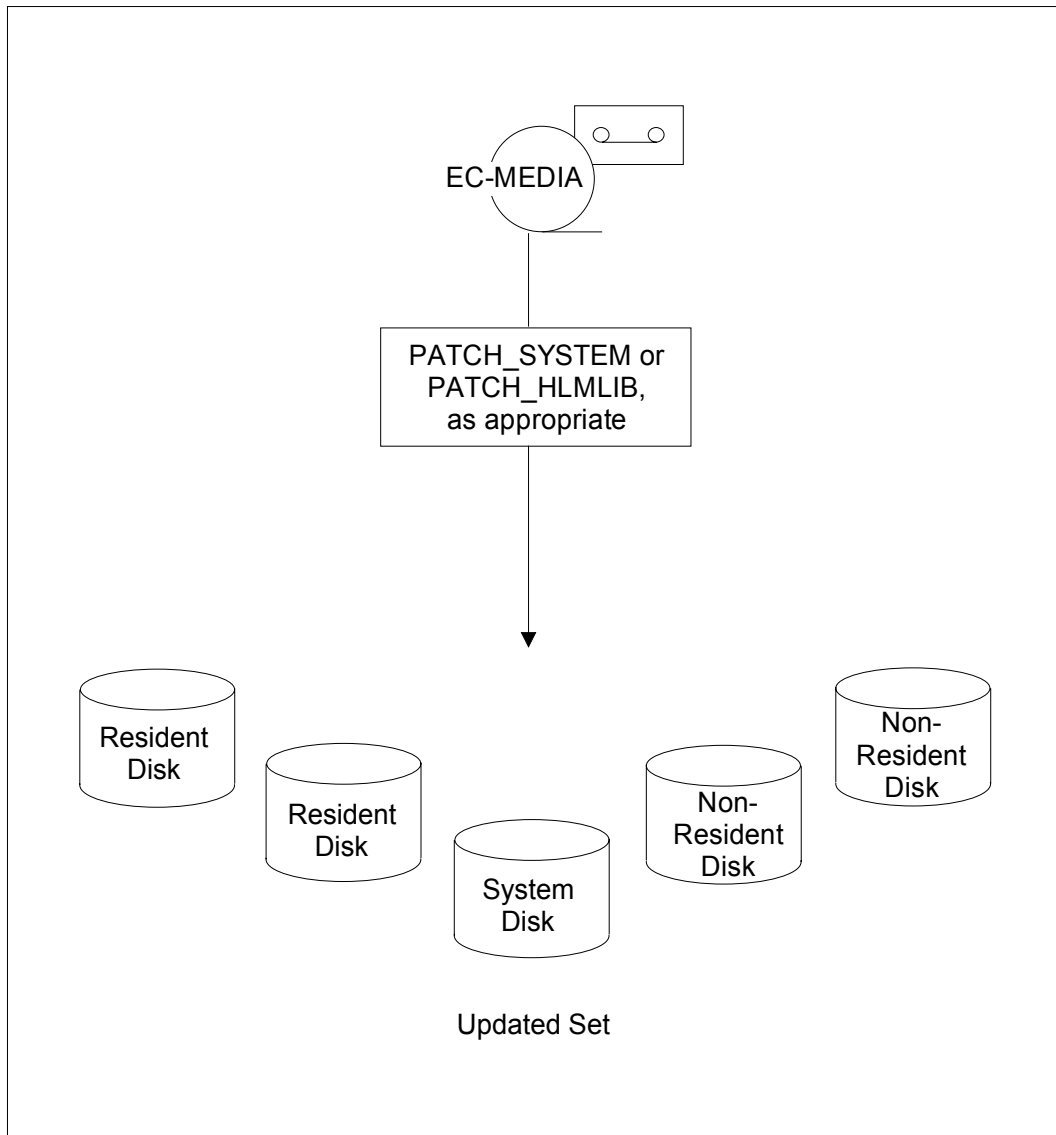 EC-MEDIA
PATCH_SYSTEM or
PATCH_HLMLIB,
as appropriate
Resident
Disk
Resident
Disk
System
Disk
Non-
Resident
Disk
Non-
Resident
Disk
Updated Set